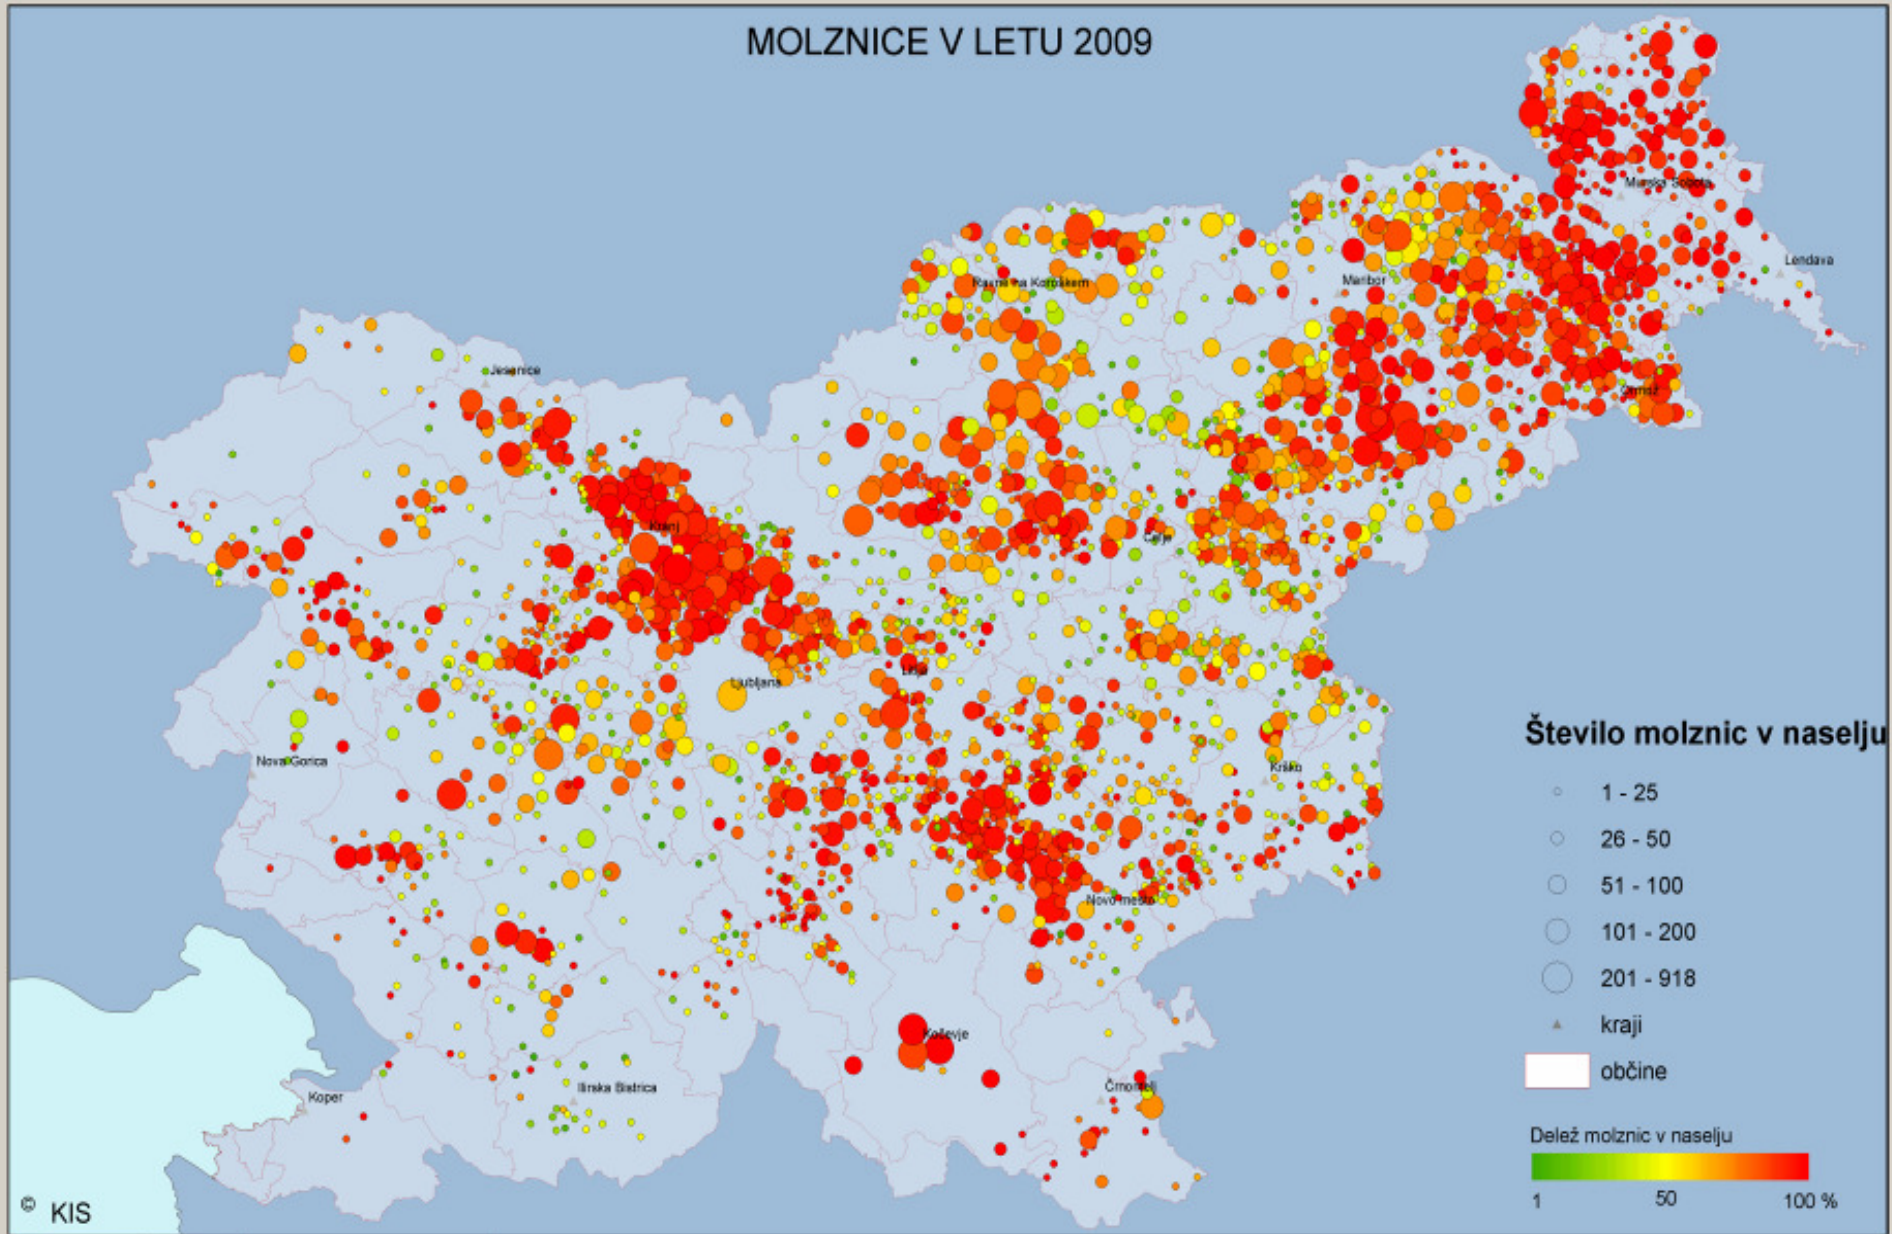 MOLZNICE V LETU 2009
Murska Sobota
Lendava
Ravne na Koroškem
Maribor
Jesenice
Ormož
Kranj
Celje
Litija
Ljubljana
Nova Gorica
Krško
Novo mesto
Kočevje
Črnomelj
Ilirska Bistrica
Koper
Število molznic v naselju
1 - 25
26 - 50
51 - 100
101 - 200
201 - 918
kraji
občine
Delež molznic v naselju
1 50 100 %
© KIS